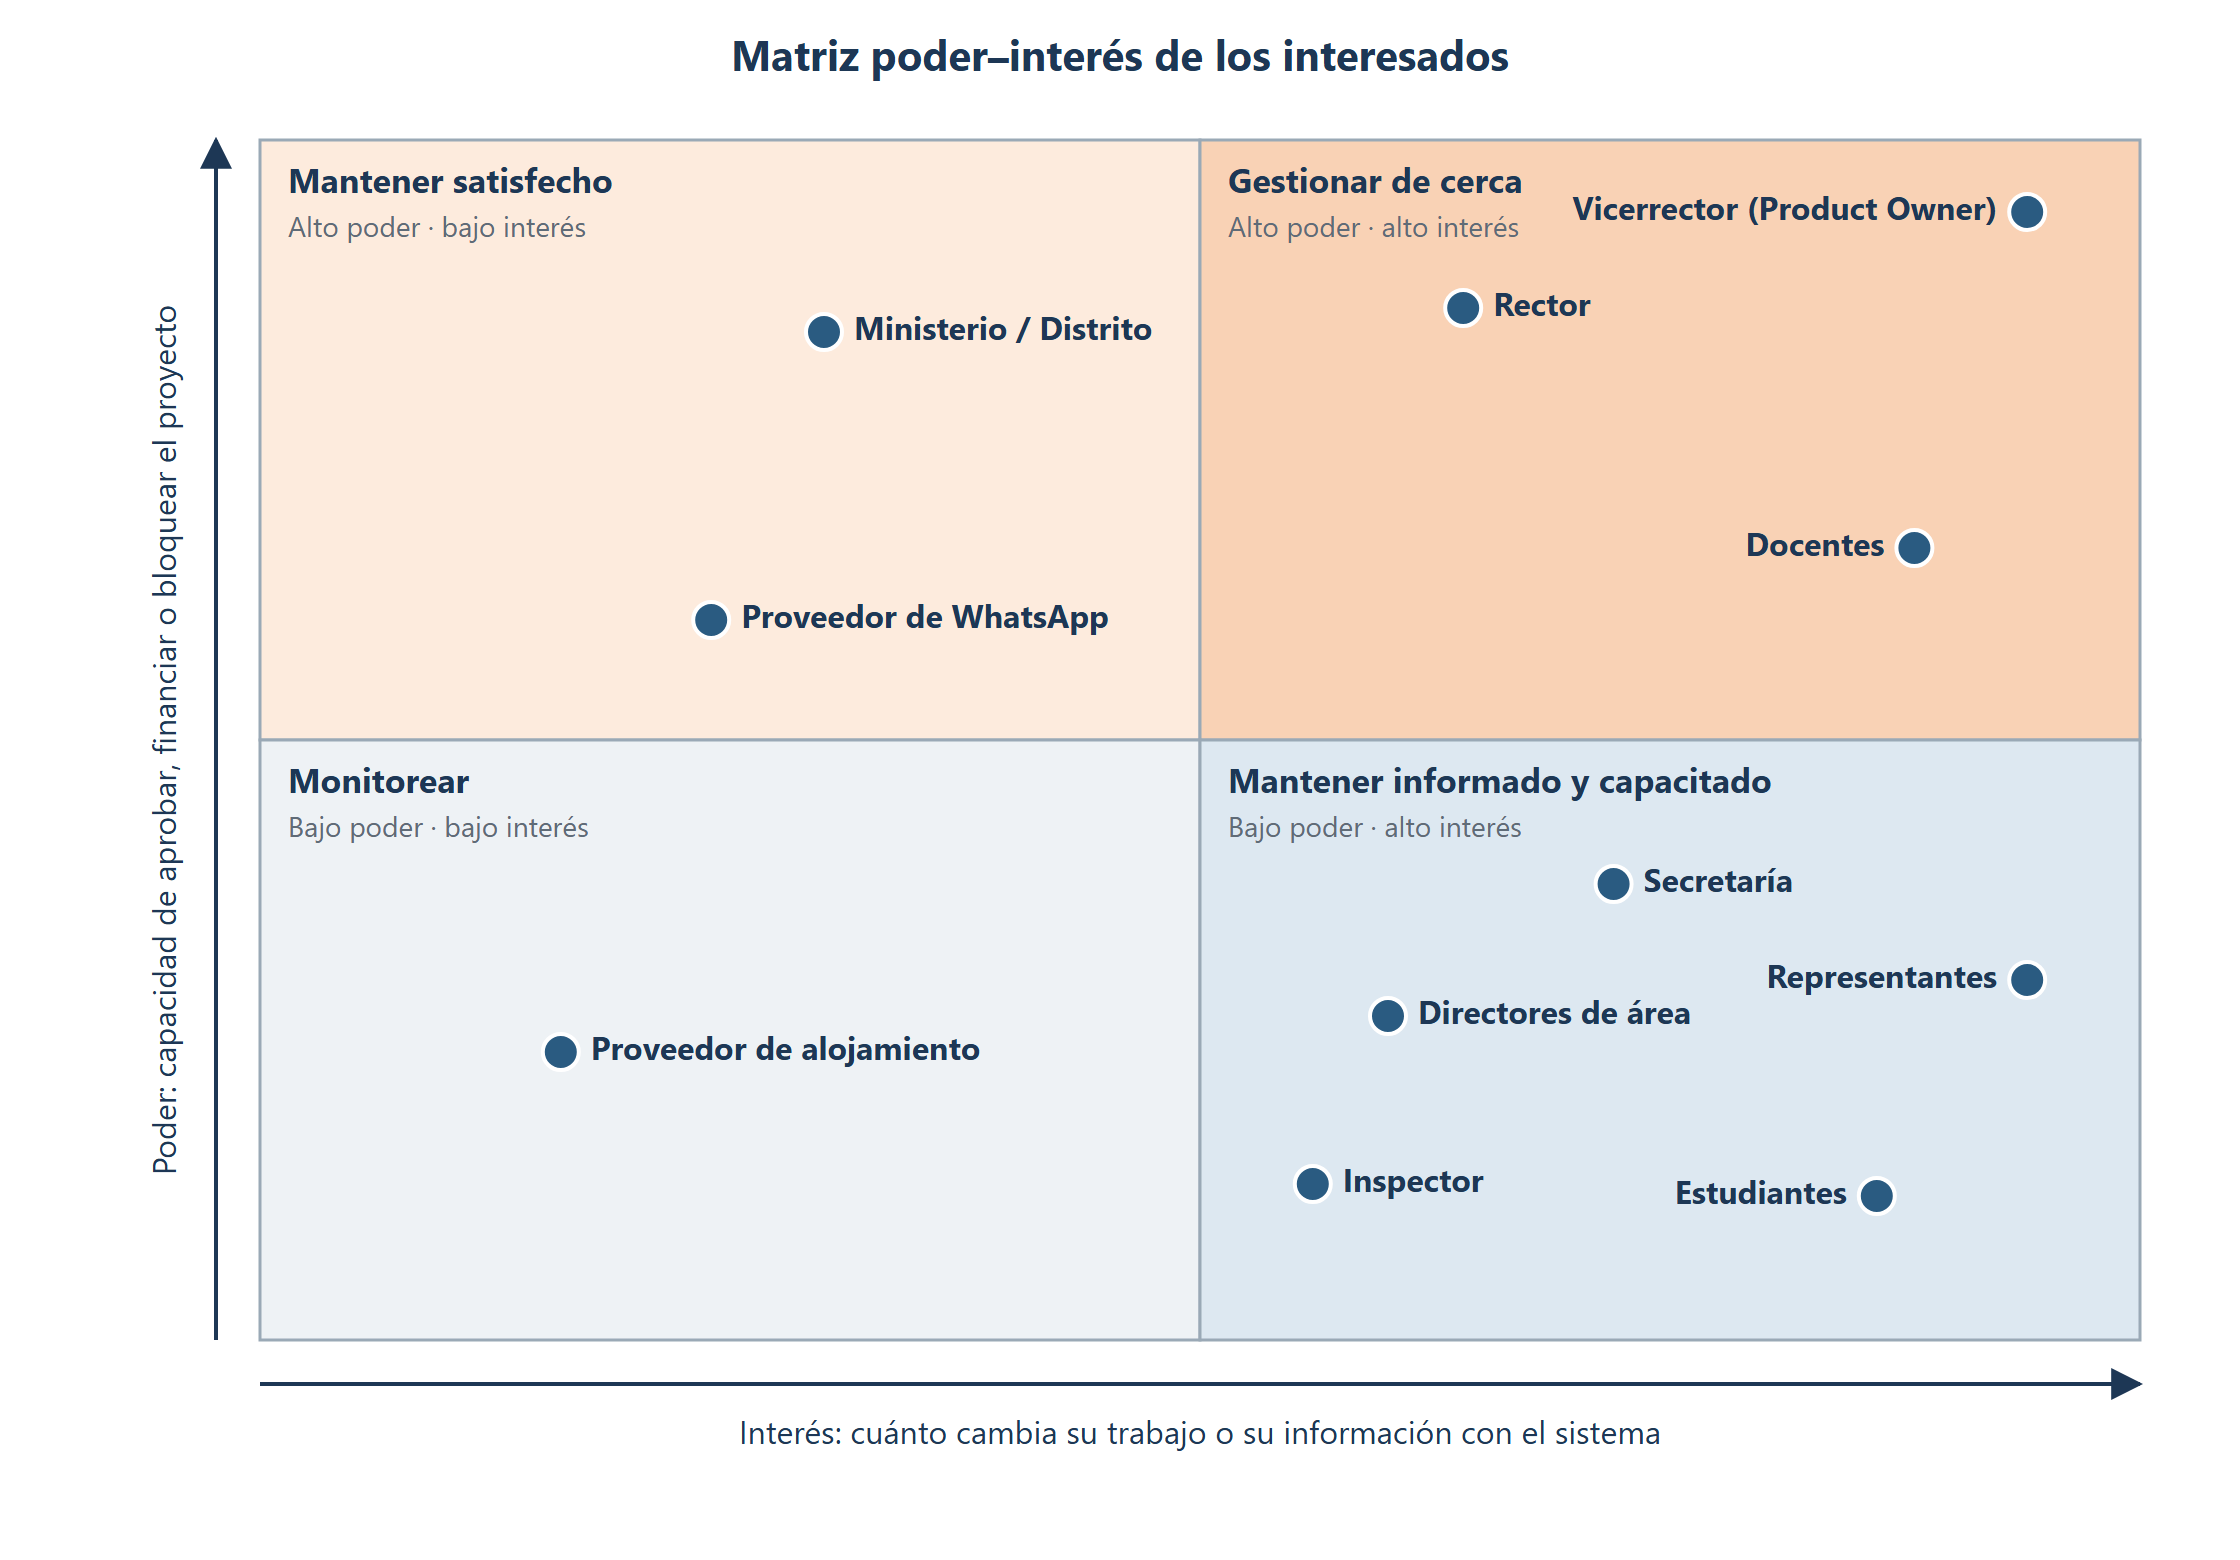 Matriz poder–interés de los interesados
Mantener satisfecho
Alto poder · bajo interés
Ministerio / Distrito
Proveedor de WhatsApp
Gestionar de cerca
Alto poder · alto interés
Vicerrector (Product Owner)
Rector
Docentes
Monitorear
Bajo poder · bajo interés
Proveedor de alojamiento
Mantener informado y capacitado
Bajo poder · alto interés
Secretaría
Representantes
Directores de área
Inspector
Estudiantes
Poder: capacidad de aprobar, financiar o bloquear el proyecto
Interés: cuánto cambia su trabajo o su información con el sistema